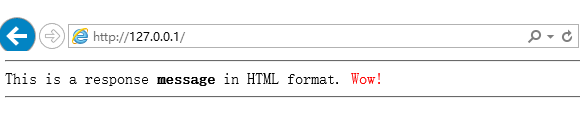 http://127.0.0.1/
This is a response message in HTML format. Wow!